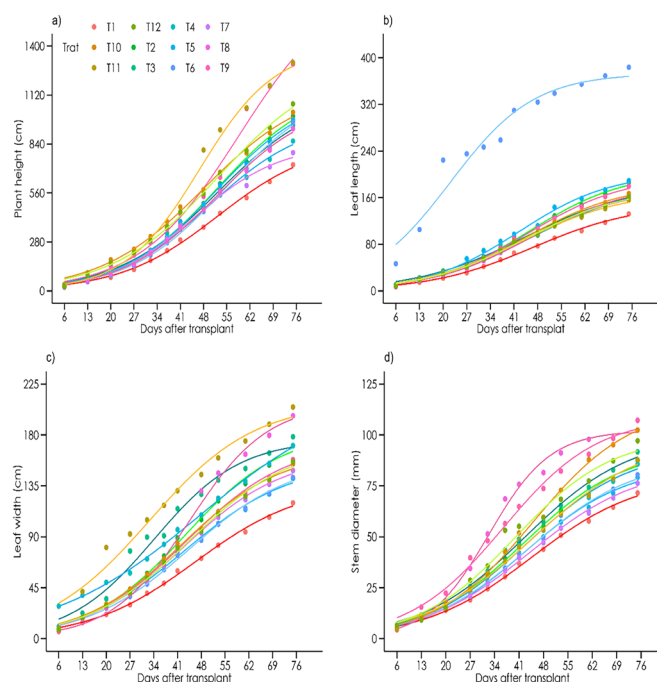 a)
Trat
T1 T12 T4 T7
T10 T2 T5 T8
T11 T3 T6 T9
Plant height (cm)
1400
1120
840
560
280
0
6 13 20 27 34 41 48 55 62 69 76
Days after transplant
b)
Leaf length (cm)
400
320
240
160
80
0
6 13 20 27 34 41 48 55 62 69 76
Days after transplat
c)
Leaf width (cm)
225
180
135
90
45
0
6 13 20 27 34 41 48 55 62 69 76
Days after transplant
d)
Stem diameter (mm)
125
100
75
50
25
0
6 13 20 27 34 41 48 55 62 69 76
Days after transplant